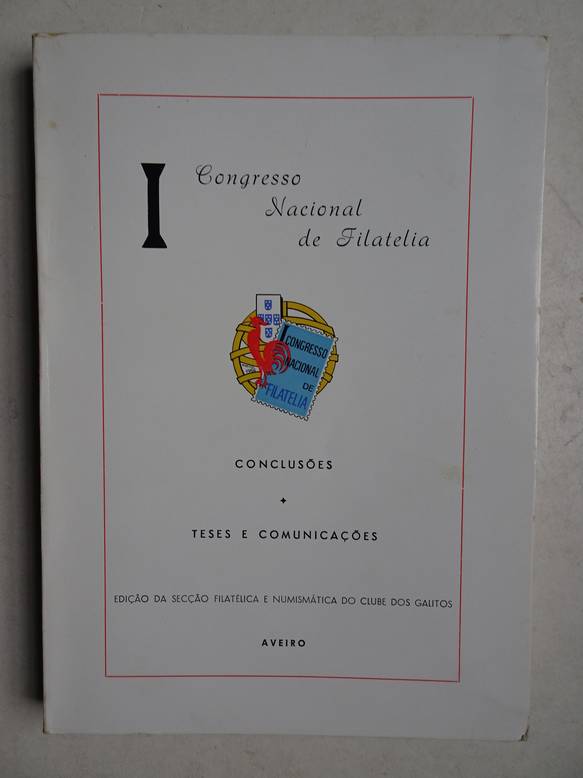 I Congresso
Nacional
de Filatelia
I CONGRESSO
NACIONAL
DE
FILATELIA
CONCLUSÕES
+
TESES E COMUNICAÇÕES
EDIÇÃO DA SECÇÃO FILATÉLICA E NUMISMÁTICA DO CLUBE DOS GALITOS
AVEIRO